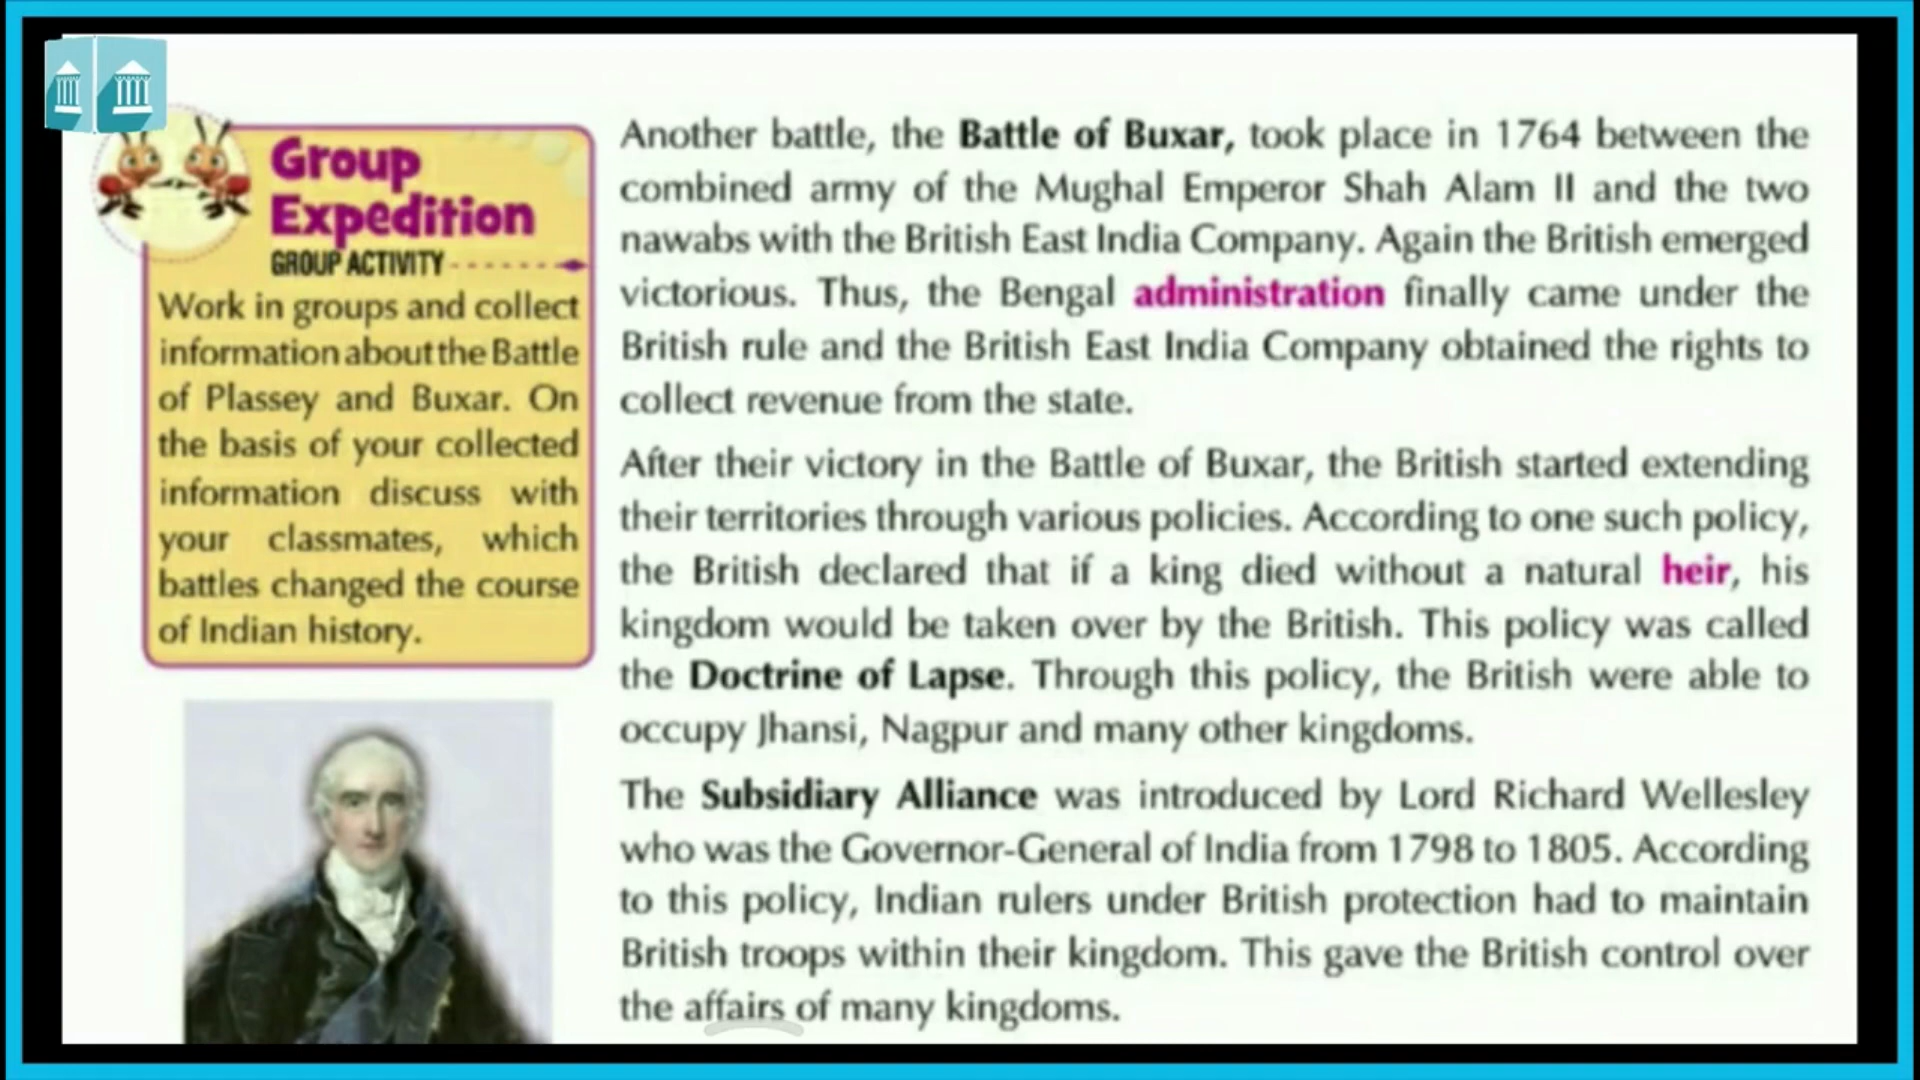 Group
Expedition
GROUP ACTIVITY
Work in groups and collect
information about the Battle
of Plassey and Buxar. On
the basis of your collected
information discuss with
your classmates, which
battles changed the course
of Indian history.
Another battle, the Battle of Buxar, took place in 1764 between the
combined army of the Mughal Emperor Shah Alam II and the two
nawabs with the British East India Company. Again the British emerged
victorious. Thus, the Bengal administration finally came under the
British rule and the British East India Company obtained the rights to
collect revenue from the state.
After their victory in the Battle of Buxar, the British started extending
their territories through various policies. According to one such policy,
the British declared that if a king died without a natural heir, his
kingdom would be taken over by the British. This policy was called
the Doctrine of Lapse. Through this policy, the British were able to
occupy Jhansi, Nagpur and many other kingdoms.
The Subsidiary Alliance was introduced by Lord Richard Wellesley
who was the Governor-General of India from 1798 to 1805. According
to this policy, Indian rulers under British protection had to maintain
British troops within their kingdom. This gave the British control over
the affairs of many kingdoms.